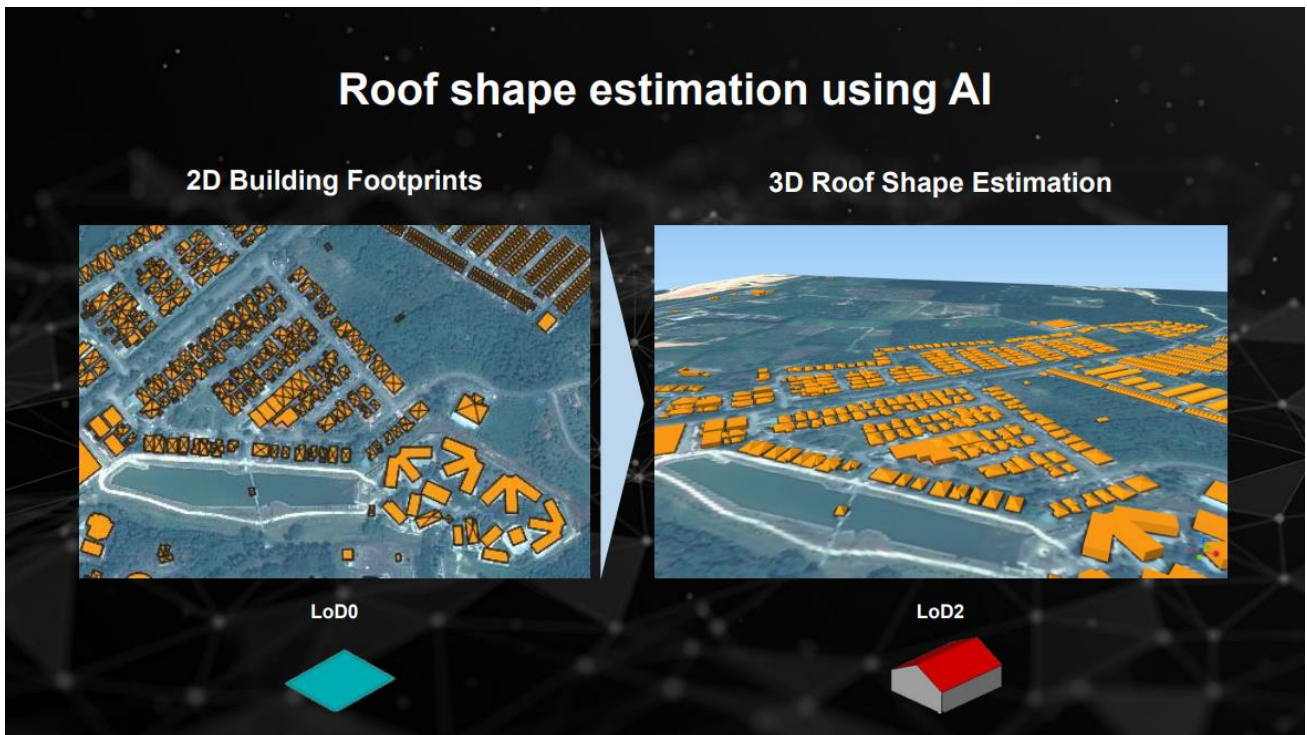 Roof shape estimation using AI
2D Building Footprints
3D Roof Shape Estimation
LoD0
LoD2